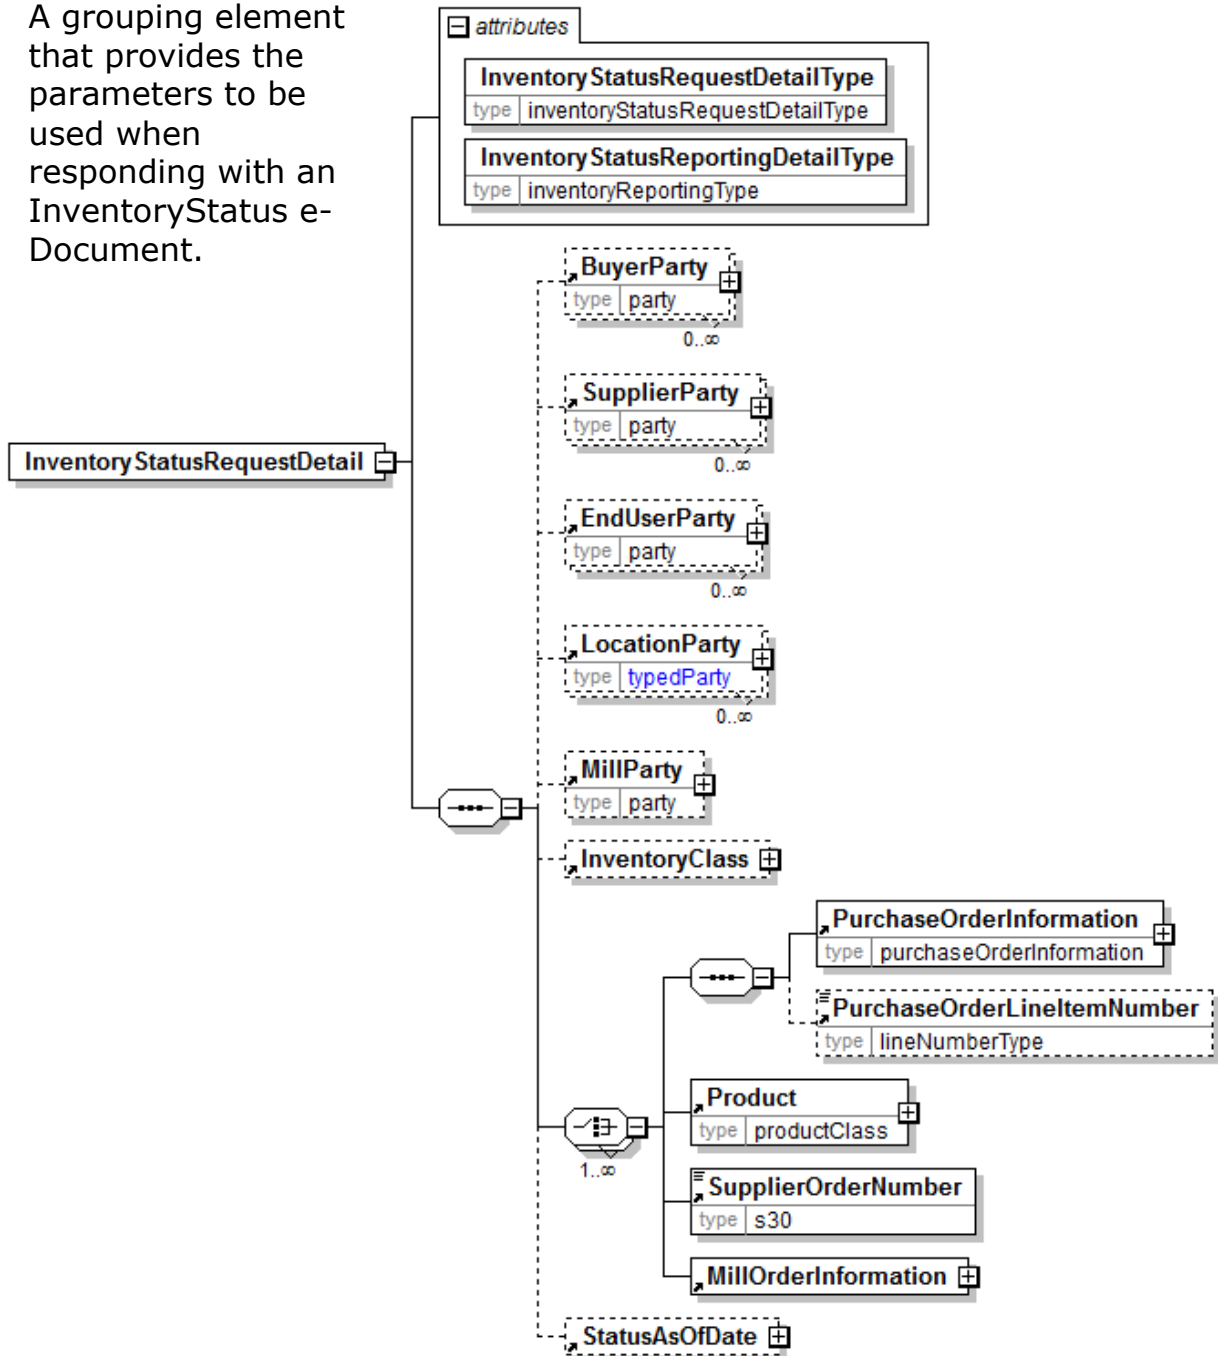 A grouping element
that provides the
parameters to be
used when
responding with an
InventoryStatus e-
Document.
attributes
InventoryStatusRequestDetailType
type inventoryStatusRequestDetailType
InventoryStatusReportingDetailType
type inventoryReportingType
BuyerParty
type party
0..∞
SupplierParty
type party
0..∞
InventoryStatusRequestDetail
EndUserParty
type party
0..∞
LocationParty
type typedParty
0..∞
MillParty
type party
InventoryClass
PurchaseOrderInformation
type purchaseOrderInformation
PurchaseOrderLineItemNumber
type lineNumberType
Product
type productClass
1..∞
SupplierOrderNumber
type s30
MillOrderInformation
StatusAsOfDate